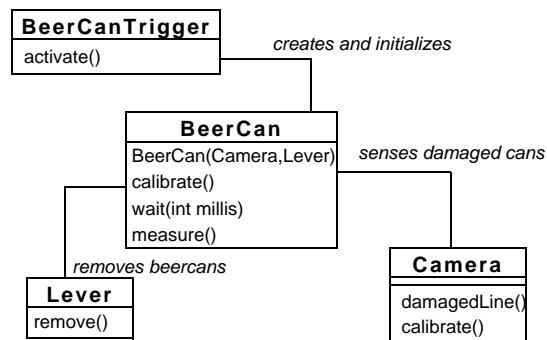 BeerCanTrigger
activate()
creates and initializes
BeerCan
BeerCan(Camera,Lever)
calibrate()
wait(int millis)
measure()
senses damaged cans
removes beercans
Lever
remove()
Camera
damagedLine()
calibrate()